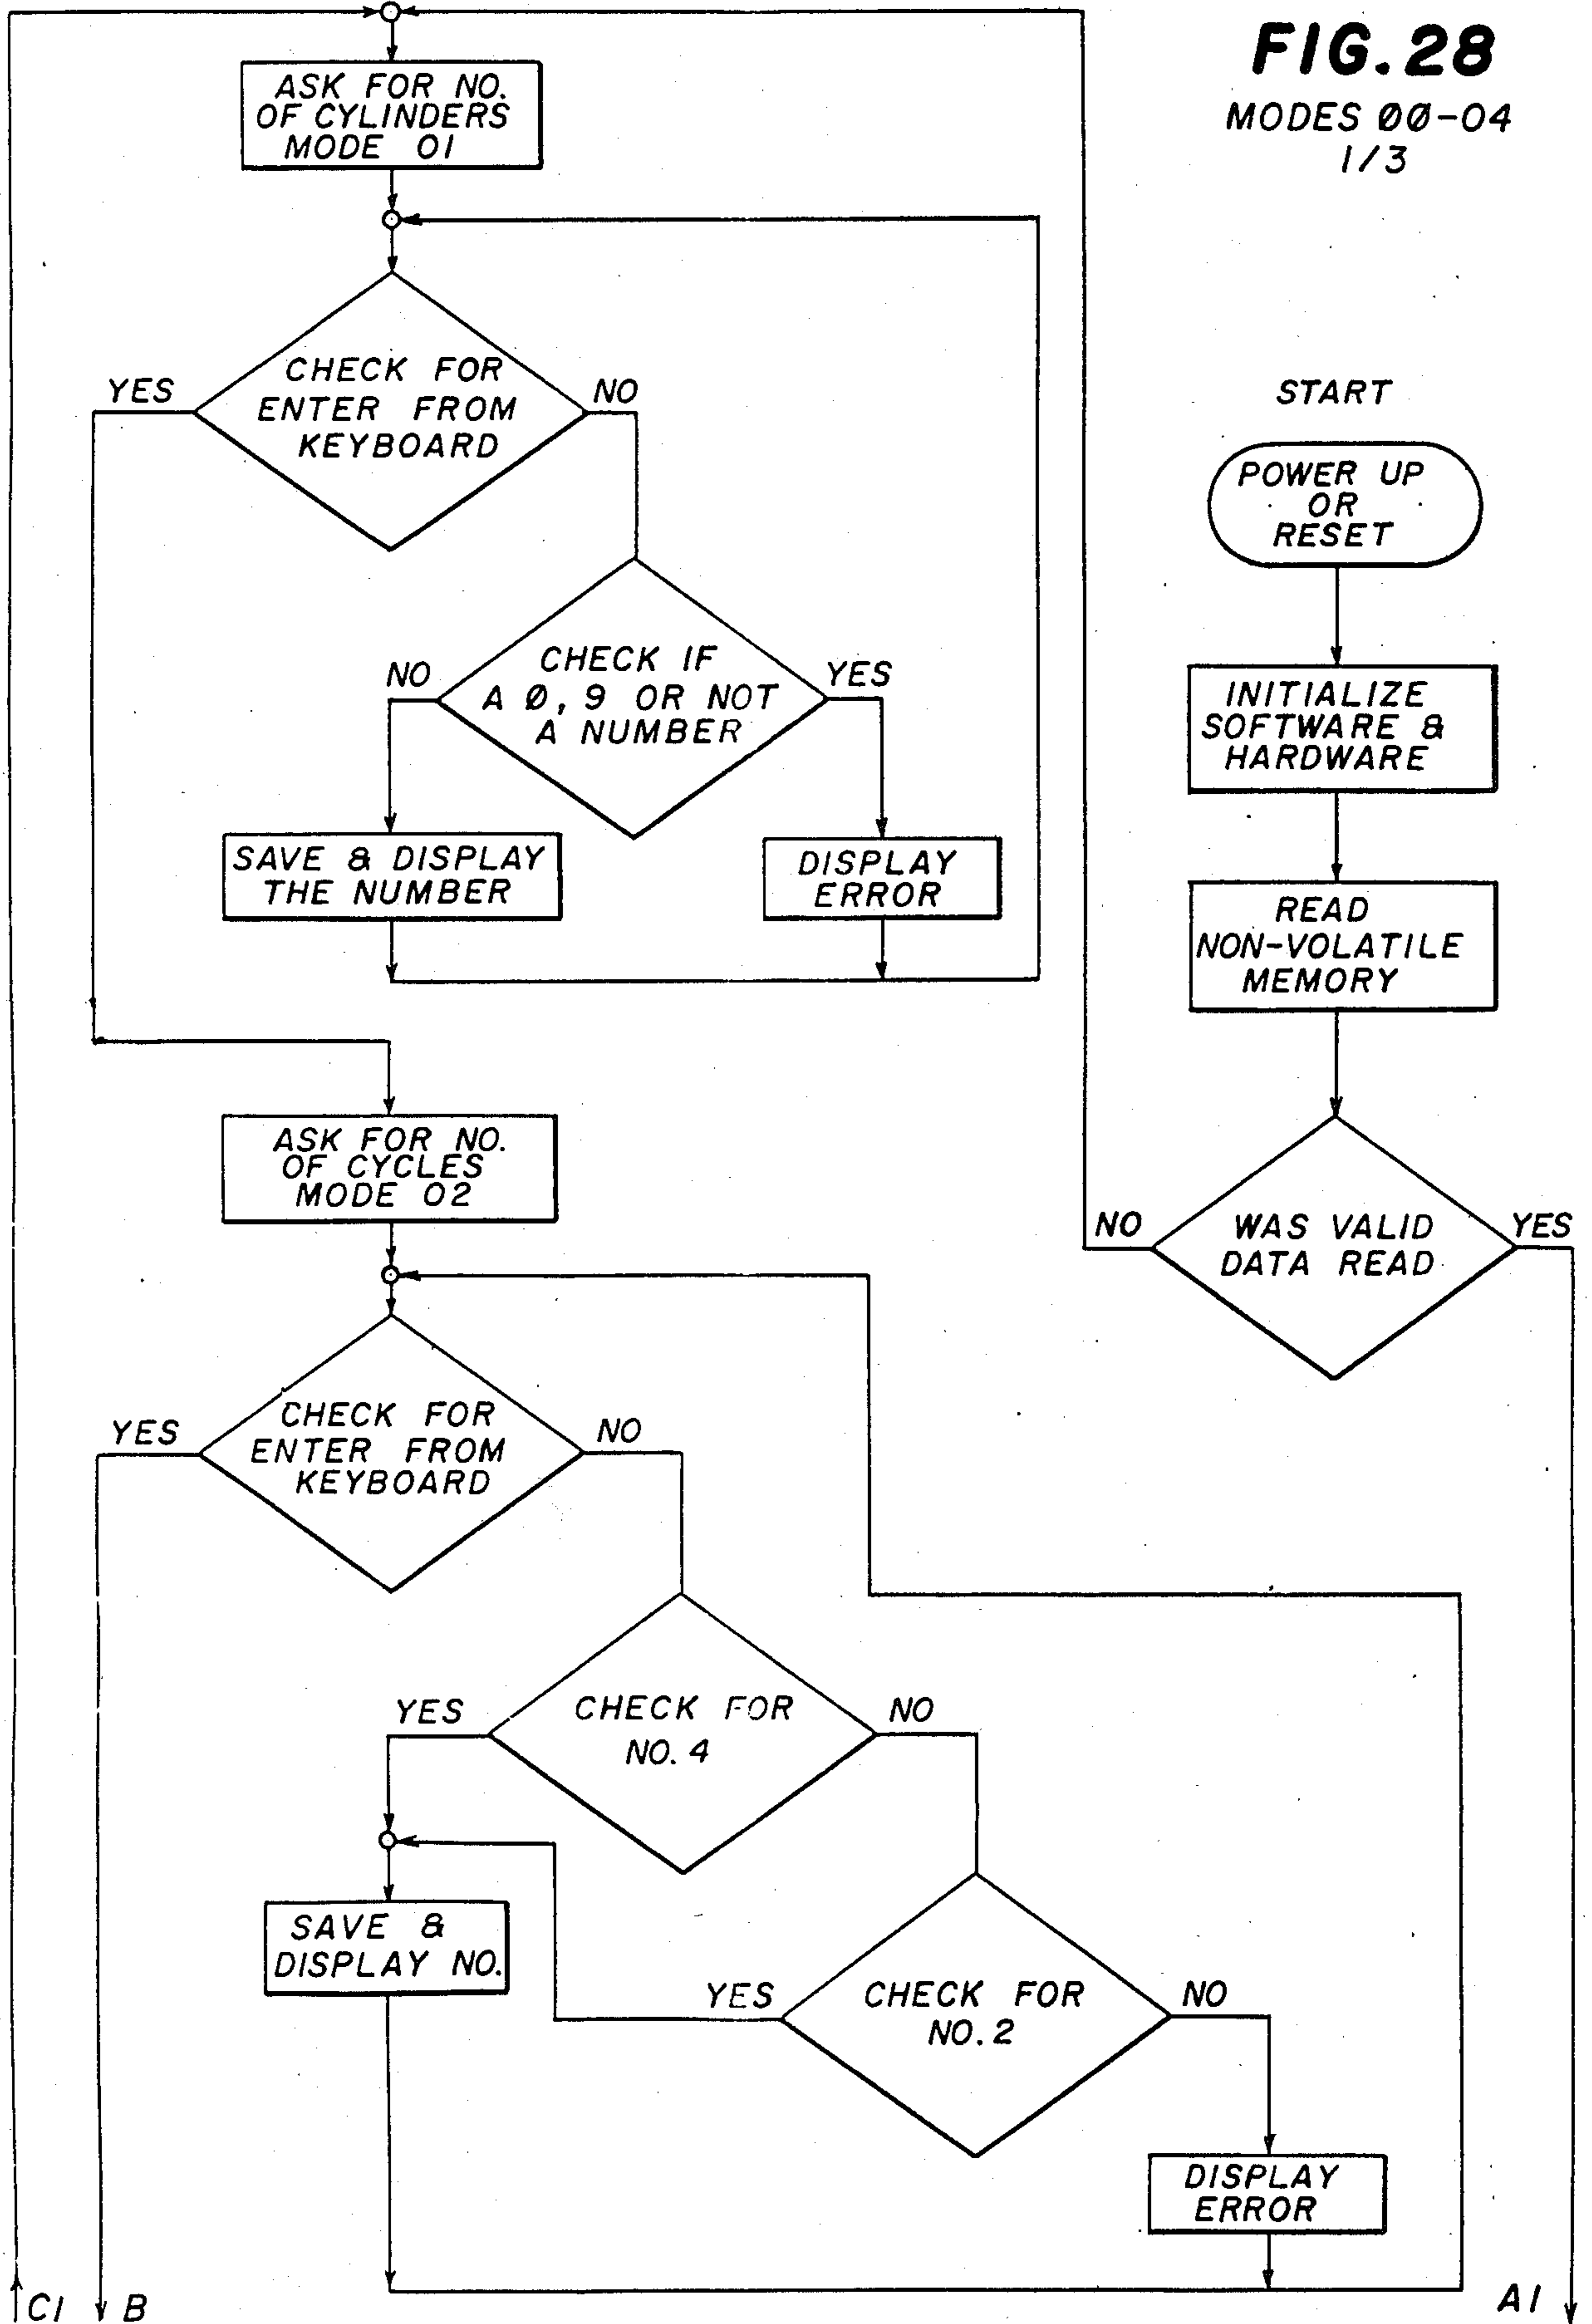 FIG.28
MODES 00-04
1/3
ASK FOR NO.
OF CYLINDERS
MODE 01
CHECK FOR
ENTER FROM
KEYBOARD
YES
NO
CHECK IF
A 0, 9 OR NOT
A NUMBER
NO
YES
SAVE & DISPLAY
THE NUMBER
DISPLAY
ERROR
START
POWER UP
OR
RESET
INITIALIZE
SOFTWARE &
HARDWARE
READ
NON-VOLATILE
MEMORY
WAS VALID
DATA READ
NO
YES
ASK FOR NO.
OF CYCLES
MODE 02
CHECK FOR
ENTER FROM
KEYBOARD
YES
NO
CHECK FOR
NO. 4
YES
NO
SAVE &
DISPLAY NO.
CHECK FOR
NO. 2
YES
NO
DISPLAY
ERROR
C1
B
A1